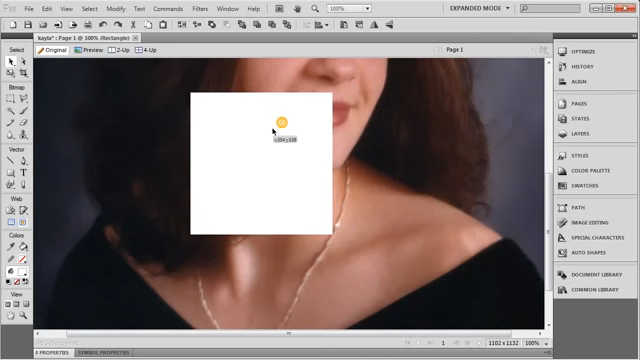 Fw
File Edit View Select Modify Text Commands Filters Window Help
100%
EXPANDED MODE
kayla* : Page 1 @ 100% (Rectangle)
Original Preview 2-Up 4-Up
Page 1
Select
Bitmap
Vector
T
Web
Colors
View
OPTIMIZE
HISTORY
ALIGN
PAGES
STATES
LAYERS
STYLES
COLOR PALETTE
SWATCHES
PATH
IMAGE EDITING
SPECIAL CHARACTERS
AUTO SHAPES
DOCUMENT LIBRARY
COMMON LIBRARY
1 1102 x 1132 100%
PROPERTIES SYMBOL PROPERTIES